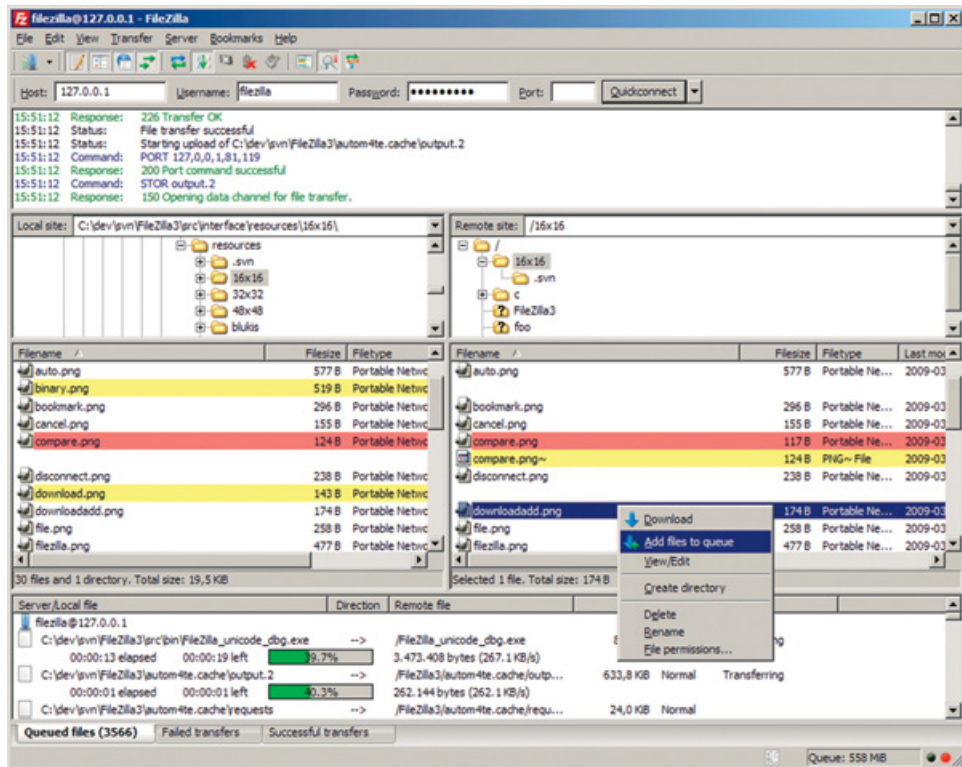 filezilla@127.0.0.1 - FileZilla
File Edit View Transfer Server Bookmarks Help
Host: 127.0.0.1 Username: filezilla Password: ●●●●●●●●● Port: Quickconnect
15:51:12 Response: 226 Transfer OK
15:51:12 Status: File transfer successful
15:51:12 Status: Starting upload of C:\dev\svn\FileZilla3\autom4te.cache\output.2
15:51:12 Command: PORT 127,0,0,1,81,119
15:51:12 Response: 200 Port command successful
15:51:12 Command: STOR output.2
15:51:12 Response: 150 Opening data channel for file transfer.
Local site: C:\dev\svn\FileZilla3\src\interface\resources\16x16\
resources
.svn
16x16
32x32
48x48
blukis
Remote site: /16x16
/
16x16
.svn
c
FileZilla3
foo
Filename Filesize Filetype
auto.png 577 B Portable Netwc
binary.png 519 B Portable Netwc
bookmark.png 296 B Portable Netwc
cancel.png 155 B Portable Netwc
compare.png 124 B Portable Netwc
disconnect.png 238 B Portable Netwc
download.png 143 B Portable Netwc
downloadadd.png 174 B Portable Netwc
file.png 258 B Portable Netwc
filezilla.png 477 B Portable Netwc
30 files and 1 directory. Total size: 19,5 KiB
Filename Filesize Filetype Last mod
auto.png 577 B Portable Ne... 2009-03
bookmark.png 296 B Portable Ne... 2009-03
cancel.png 155 B Portable Ne... 2009-03
compare.png 117 B Portable Ne... 2009-03
compare.png~ 124 B PNG~ File 2009-03
disconnect.png 238 B Portable Ne... 2009-03
downloadadd.png 174 B Portable Ne... 2009-03
file.png 258 B Portable Ne... 2009-03
filezilla.png 477 B Portable Ne... 2009-03
Selected 1 file. Total size: 174 B
Download
Add files to queue
View/Edit
Create directory
Delete
Rename
File permissions...
Server/Local file Direction Remote file
filezilla@127.0.0.1
C:\dev\svn\FileZilla3\src\bin\FileZilla_unicode_dbg.exe --> /FileZilla_unicode_dbg.exe
00:00:13 elapsed 00:00:19 left 39.7% 3.473.408 bytes (267.1 KB/s)
C:\dev\svn\FileZilla3\autom4te.cache\output.2 --> /FileZilla3/autom4te.cache/outp... 633,8 KiB Normal Transferring
00:00:01 elapsed 00:00:01 left 40.3% 262.144 bytes (262.1 KB/s)
C:\dev\svn\FileZilla3\autom4te.cache\requests --> /FileZilla3/autom4te.cache/requ... 24,0 KiB Normal
Queued files (3566) Failed transfers Successful transfers
Queue: 558 MiB